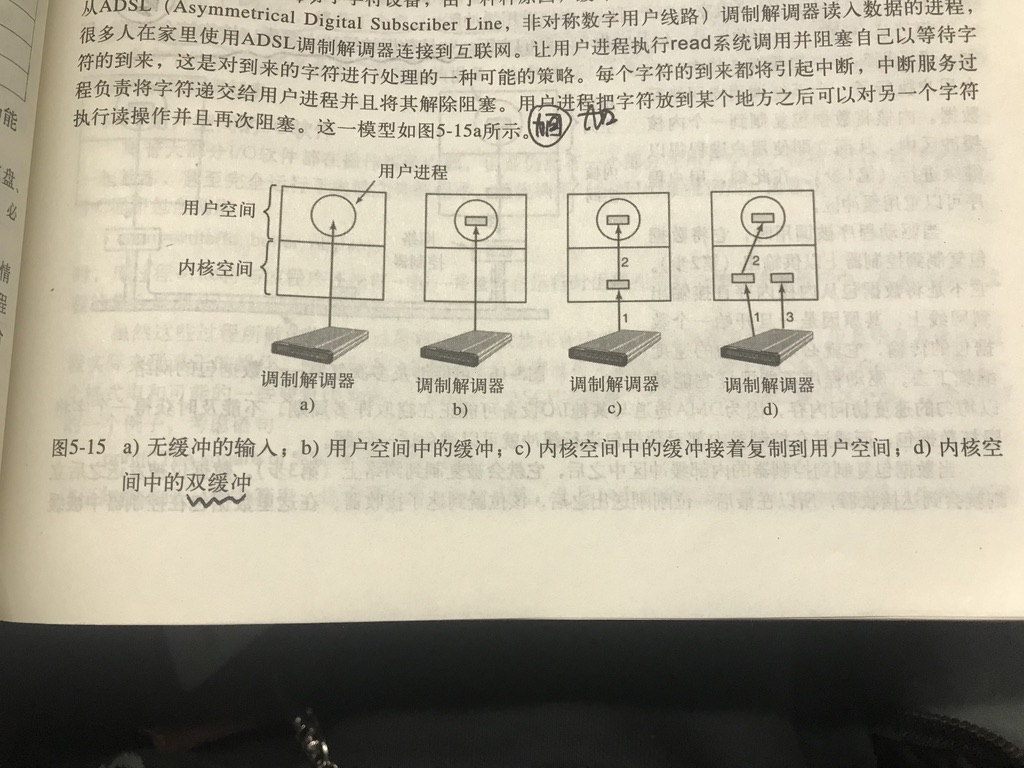 从ADSL（Asymmetrical Digital Subscriber Line，非对称数字用户线路）调制解调器读入数据的进程，
很多人在家里使用ADSL调制解调器连接到互联网。让用户进程执行read系统调用并阻塞自己以等待字
符的到来，这是对到来的字符进行处理的一种可能的策略。每个字符的到来都将引起中断，中断服务过
程负责将字符递交给用户进程并且将其解除阻塞。用户进程把字符放到某个地方之后可以对另一个字符
执行读操作并且再次阻塞。这一模型如图5-15a所示。
用户进程
用户空间
内核空间
2
2
1
1 3
调制解调器 调制解调器 调制解调器 调制解调器
a) b) c) d)
图5-15 a) 无缓冲的输入；b) 用户空间中的缓冲；c) 内核空间中的缓冲接着复制到用户空间；d) 内核空
间中的双缓冲